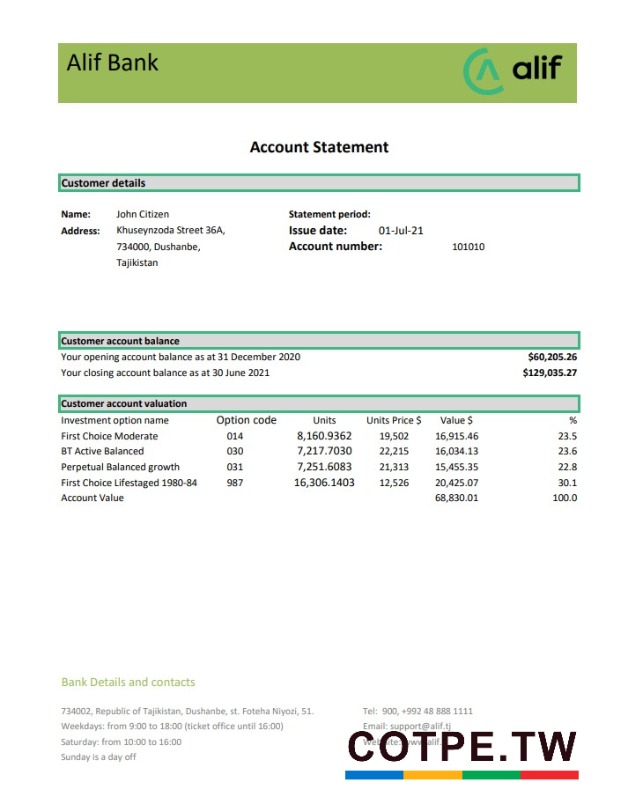 Alif Bank
alif
Account Statement
Customer details
Name: John Citizen
Address: Khuseynzoda Street 36A,
734000, Dushanbe,
Tajikistan
Statement period:
Issue date: 01-Jul-21
Account number: 101010
Customer account balance
Your opening account balance as at 31 December 2020 $60,205.26
Your closing account balance as at 30 June 2021 $129,035.27
Customer account valuation
Investment option name Option code Units Units Price $ Value $ %
First Choice Moderate 014 8,160.9362 19,502 16,915.46 23.5
BT Active Balanced 030 7,217.7030 22,215 16,034.13 23.6
Perpetual Balanced growth 031 7,251.6083 21,313 15,455.35 22.8
First Choice Lifestaged 1980-84 987 16,306.1403 12,526 20,425.07 30.1
Account Value 68,830.01 100.0
Bank Details and contacts
734002, Republic of Tajikistan, Dushanbe, st. Foteha Niyozi, 51.
Weekdays: from 9:00 to 18:00 (ticket office until 16:00)
Saturday: from 10:00 to 16:00
Sunday is a day off
Tel: 900, +992 48 888 1111
Email: support@alif.tj
COTPE.TW